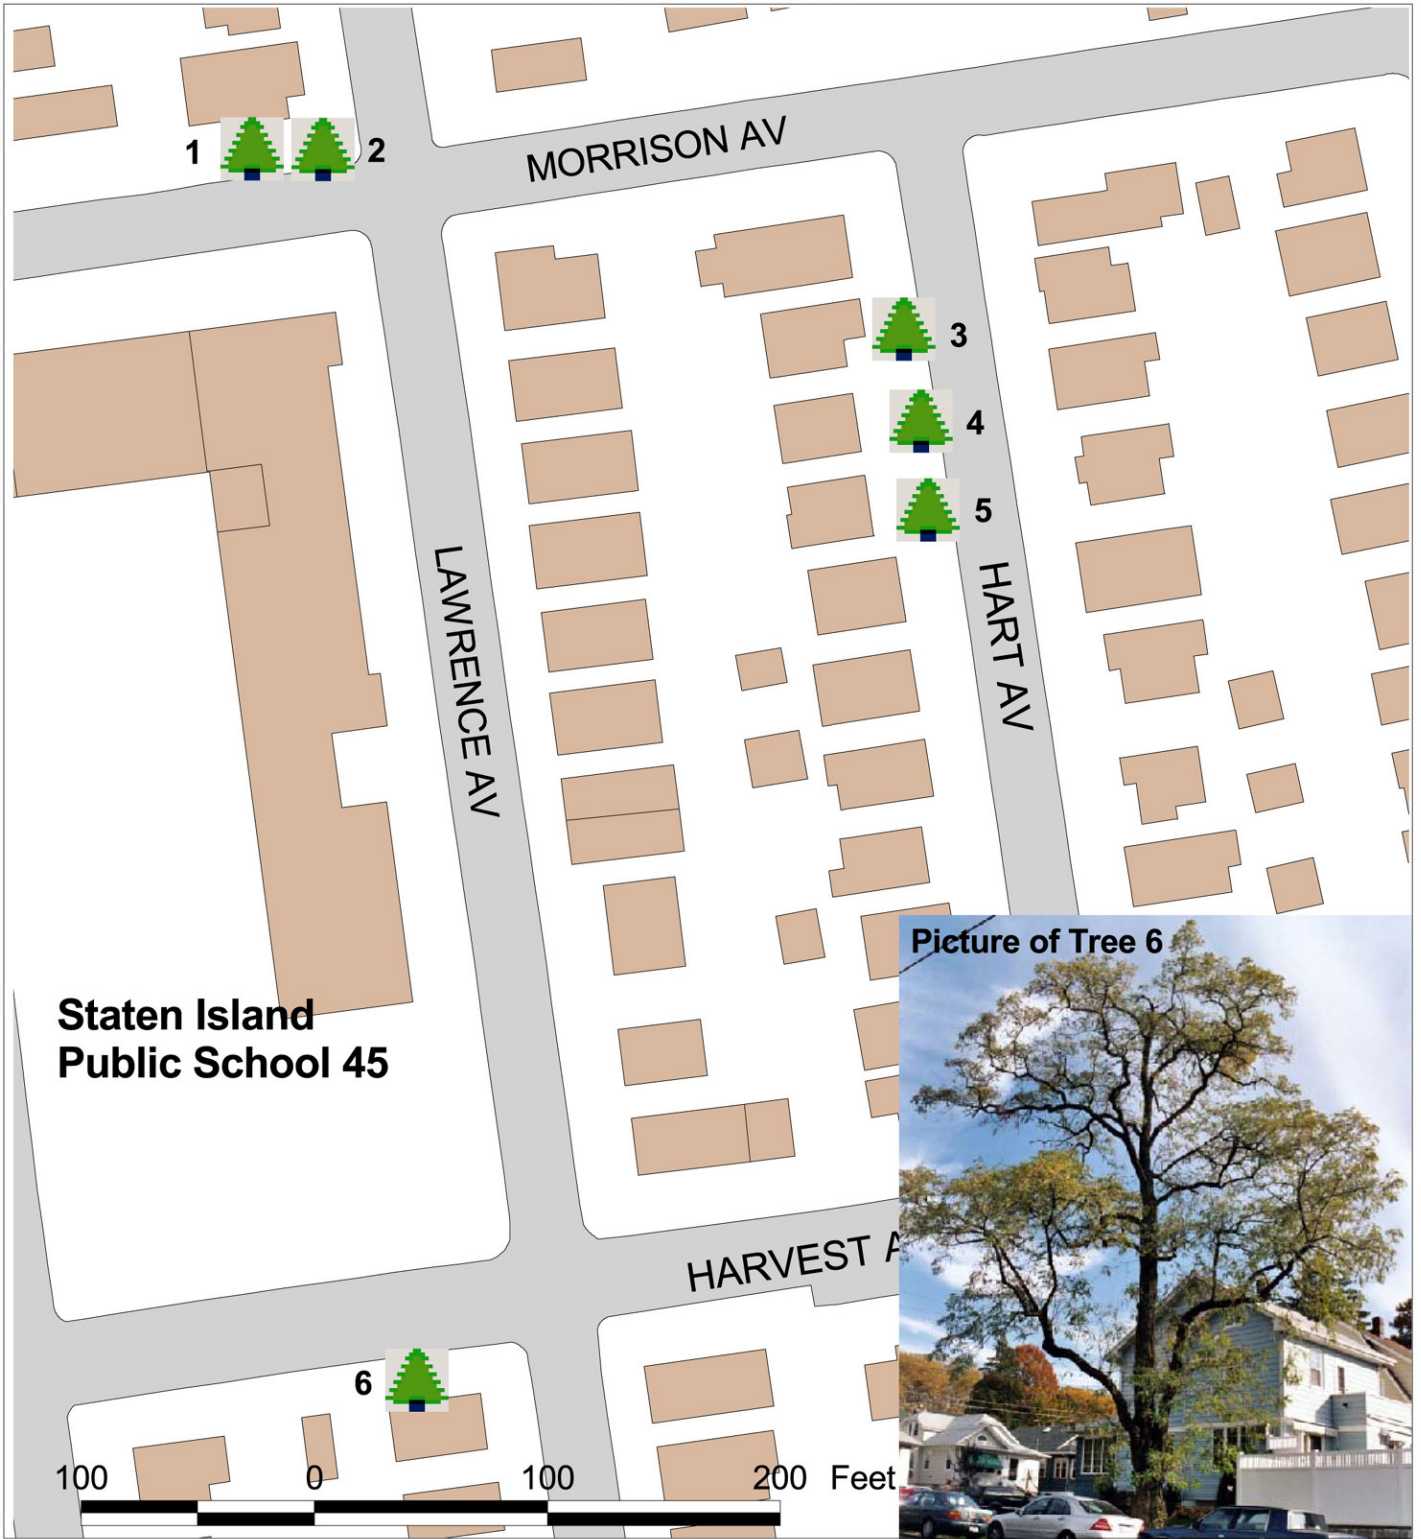 MORRISON AV
1
2
3
4
5
LAWRENCE AV
HART AV
Picture of Tree 6
Staten Island
Public School 45
HARVEST A
6
100 0 100 200 Feet